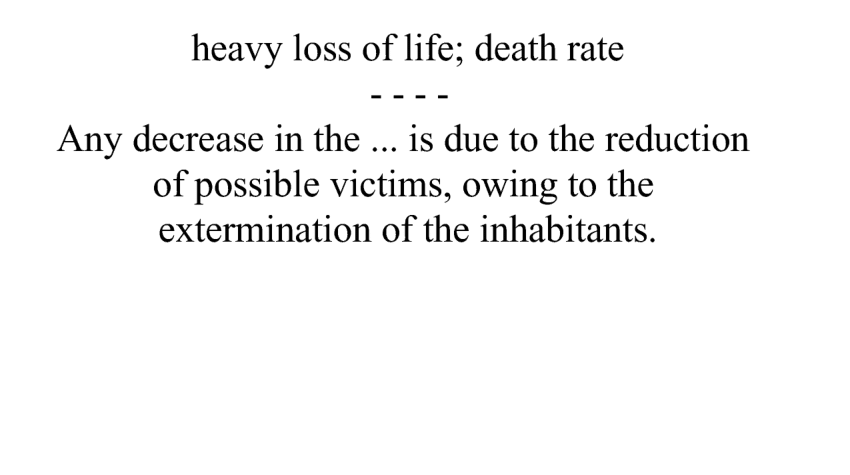 heavy loss of life; death rate
- - - -
Any decrease in the ... is due to the reduction
of possible victims, owing to the
extermination of the inhabitants.